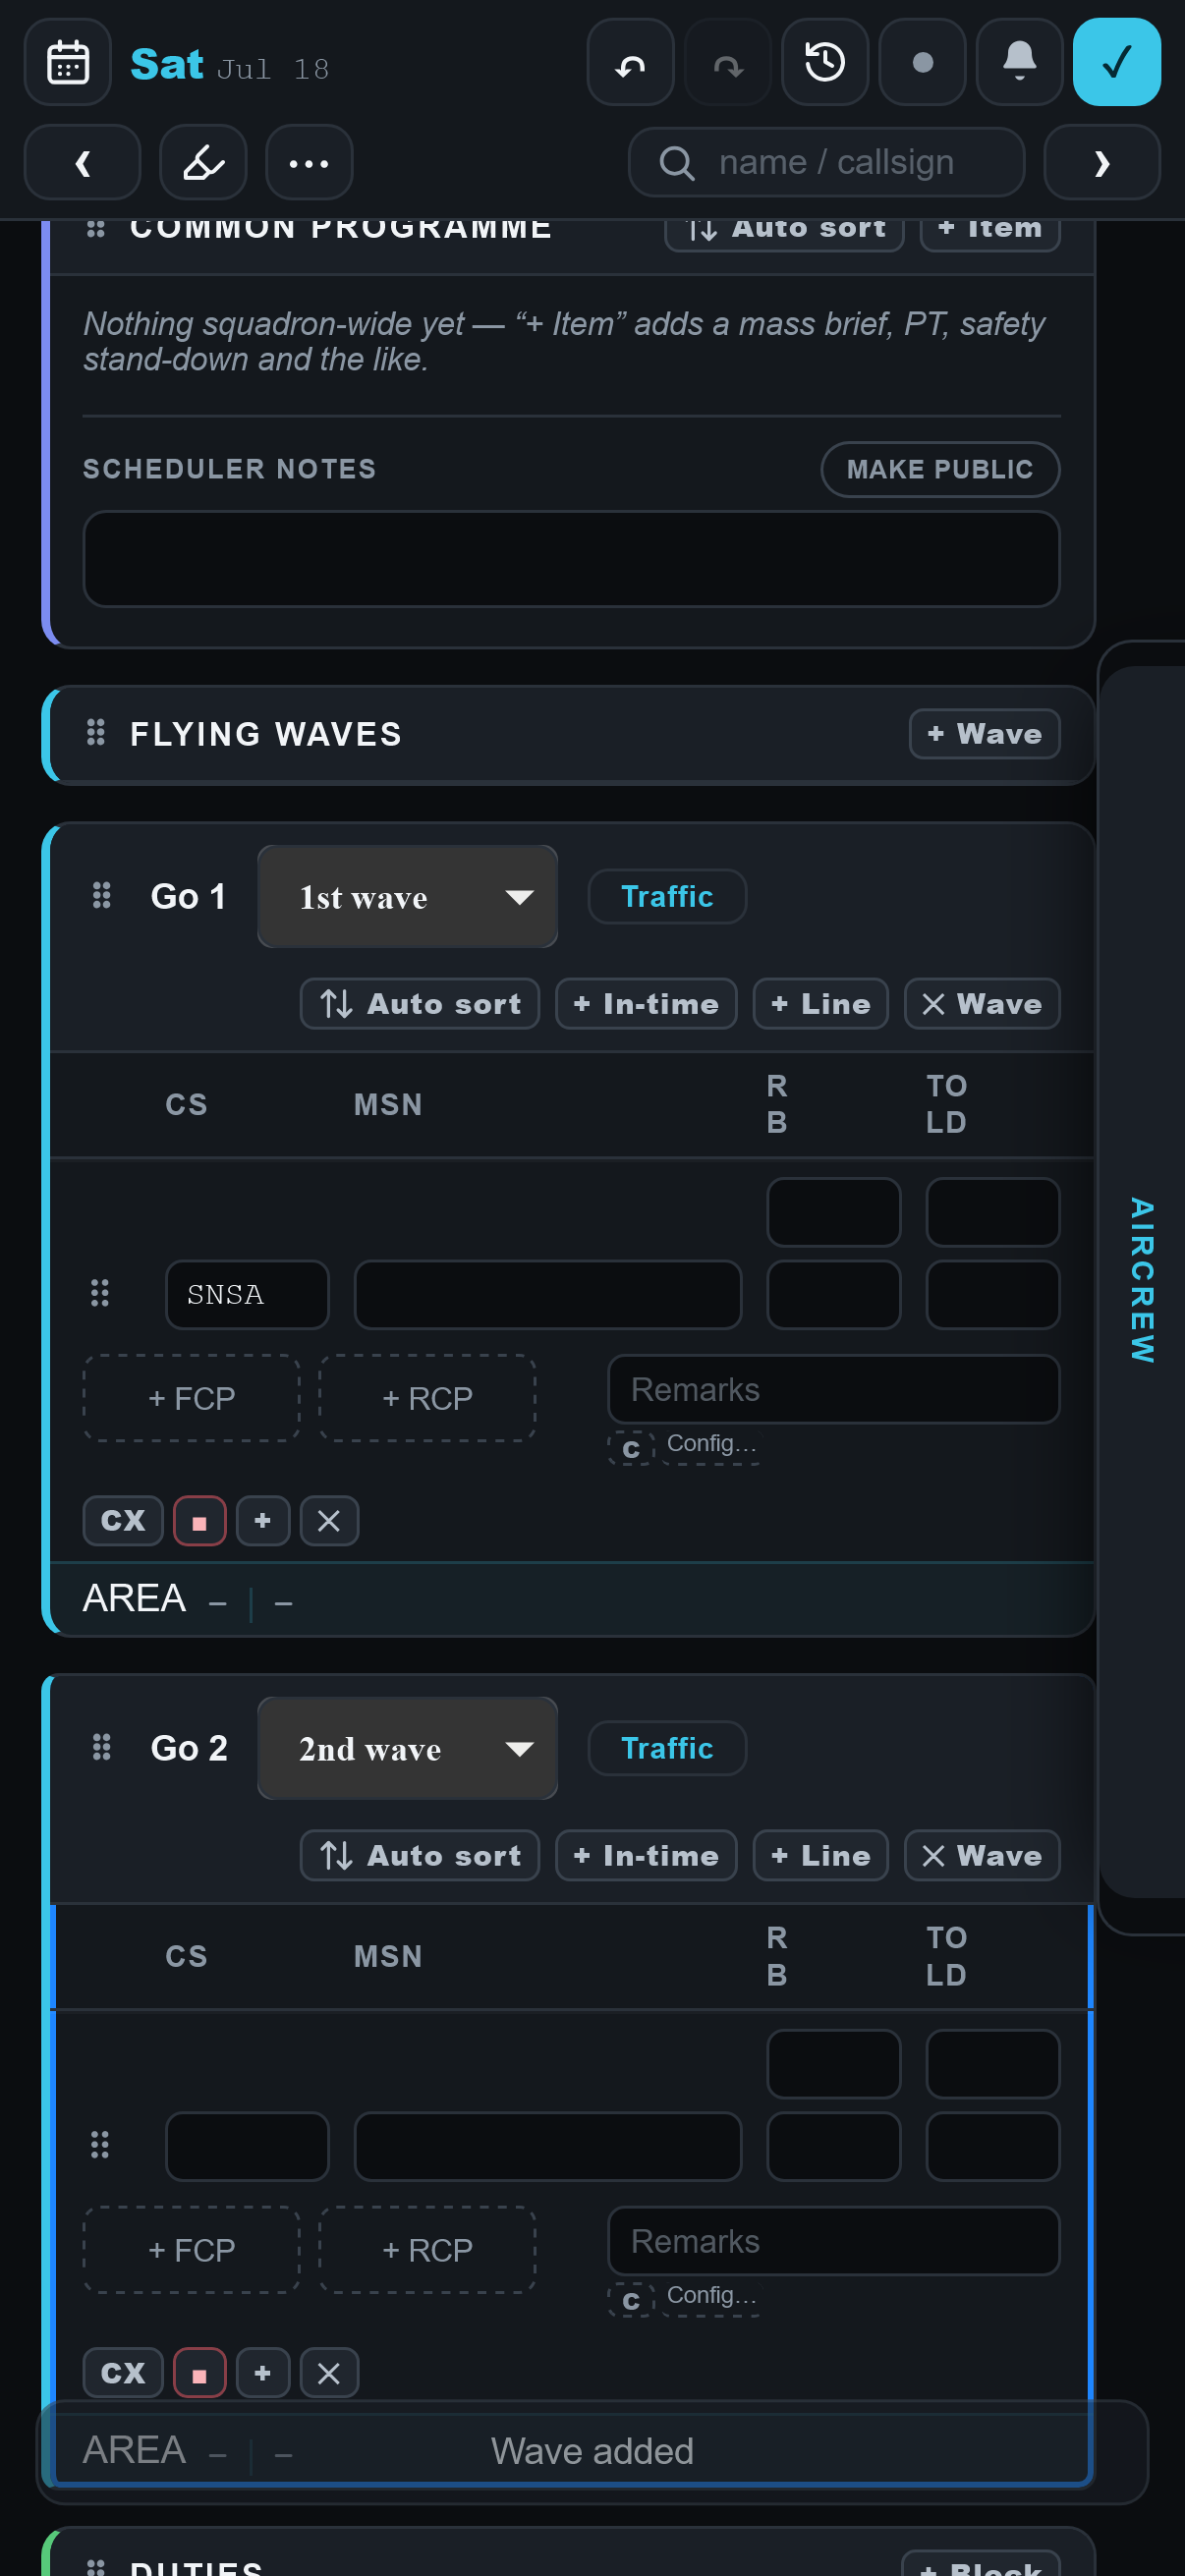 Sat Jul 18
name / callsign
COMMON PROGRAMME
Auto sort
+ Item
Nothing squadron-wide yet — “+ Item” adds a mass brief, PT, safety
stand-down and the like.
SCHEDULER NOTES
MAKE PUBLIC
FLYING WAVES
+ Wave
AIRCREW
Go 1
1st wave
Traffic
Auto sort
+ In-time
+ Line
× Wave
CS
MSN
R
B
TO
LD
SNSA
+ FCP
+ RCP
Remarks
C
Config...
CX
+
×
AREA – | –
Go 2
2nd wave
Traffic
Auto sort
+ In-time
+ Line
× Wave
CS
MSN
R
B
TO
LD
+ FCP
+ RCP
Remarks
C
Config...
CX
+
×
AREA – | –
Wave added
DUTIES
+ Block